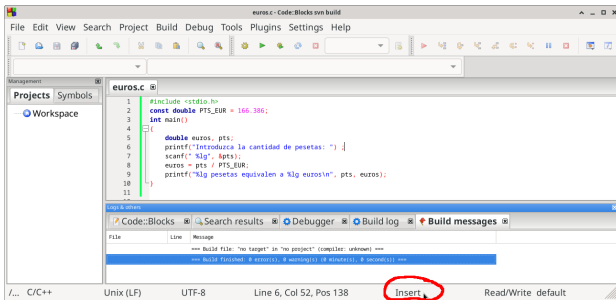 euros.c - Code::Blocks svn build
File Edit View Search Project Build Debug Tools Plugins Settings Help
Management
Projects Symbols
Workspace
euros.c
1 #include <stdio.h>
2 const double PTS_EUR = 166.386;
3 int main()
4 {
5 double euros, pts;
6 printf("Introduzca la cantidad de pesetas: ") ;
7 scanf(" %lg", &pts);
8 euros = pts / PTS_EUR;
9 printf("%lg pesetas equivalen a %lg euros\n", pts, euros);
10 }
11
Logs & others
Code::Blocks Search results Debugger Build log Build messages
File Line Message
=== Build file: "no target" in "no project" (compiler: unknown) ===
=== Build finished: 0 error(s), 0 warning(s) (0 minute(s), 0 second(s)) ===
/... C/C++ Unix (LF) UTF-8 Line 6, Col 52, Pos 138 Insert Read/Write default